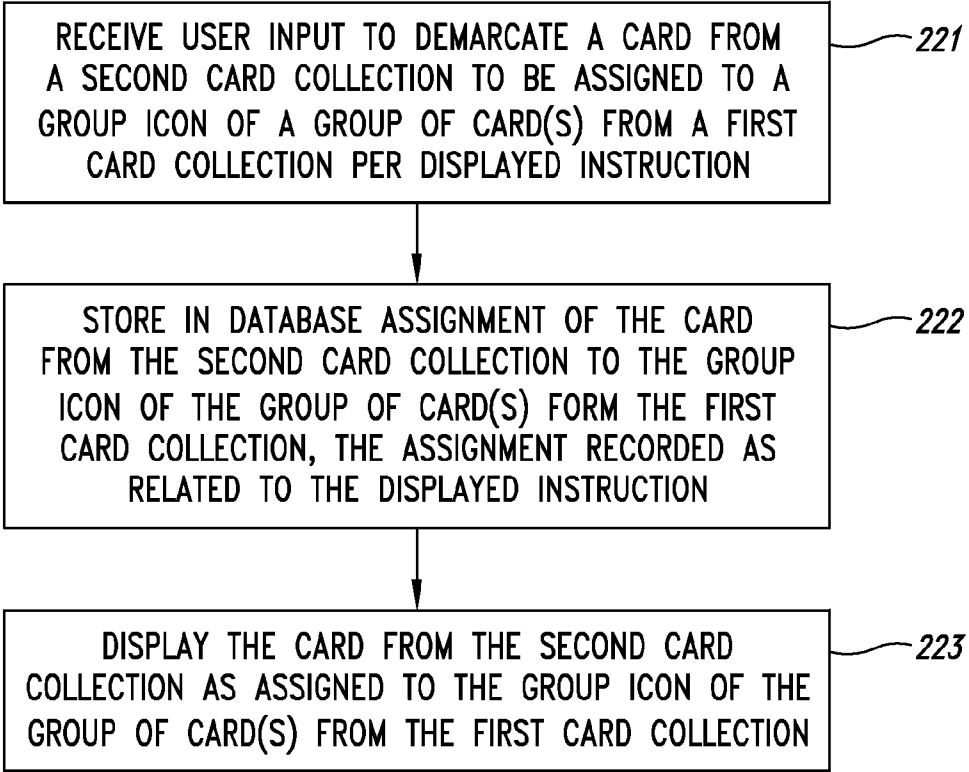 RECEIVE USER INPUT TO DEMARCATE A CARD FROM
A SECOND CARD COLLECTION TO BE ASSIGNED TO A
GROUP ICON OF A GROUP OF CARD(S) FROM A FIRST
CARD COLLECTION PER DISPLAYED INSTRUCTION
221
STORE IN DATABASE ASSIGNMENT OF THE CARD
FROM THE SECOND CARD COLLECTION TO THE GROUP
ICON OF THE GROUP OF CARD(S) FORM THE FIRST
CARD COLLECTION, THE ASSIGNMENT RECORDED AS
RELATED TO THE DISPLAYED INSTRUCTION
222
DISPLAY THE CARD FROM THE SECOND CARD
COLLECTION AS ASSIGNED TO THE GROUP ICON OF THE
GROUP OF CARD(S) FROM THE FIRST CARD COLLECTION
223